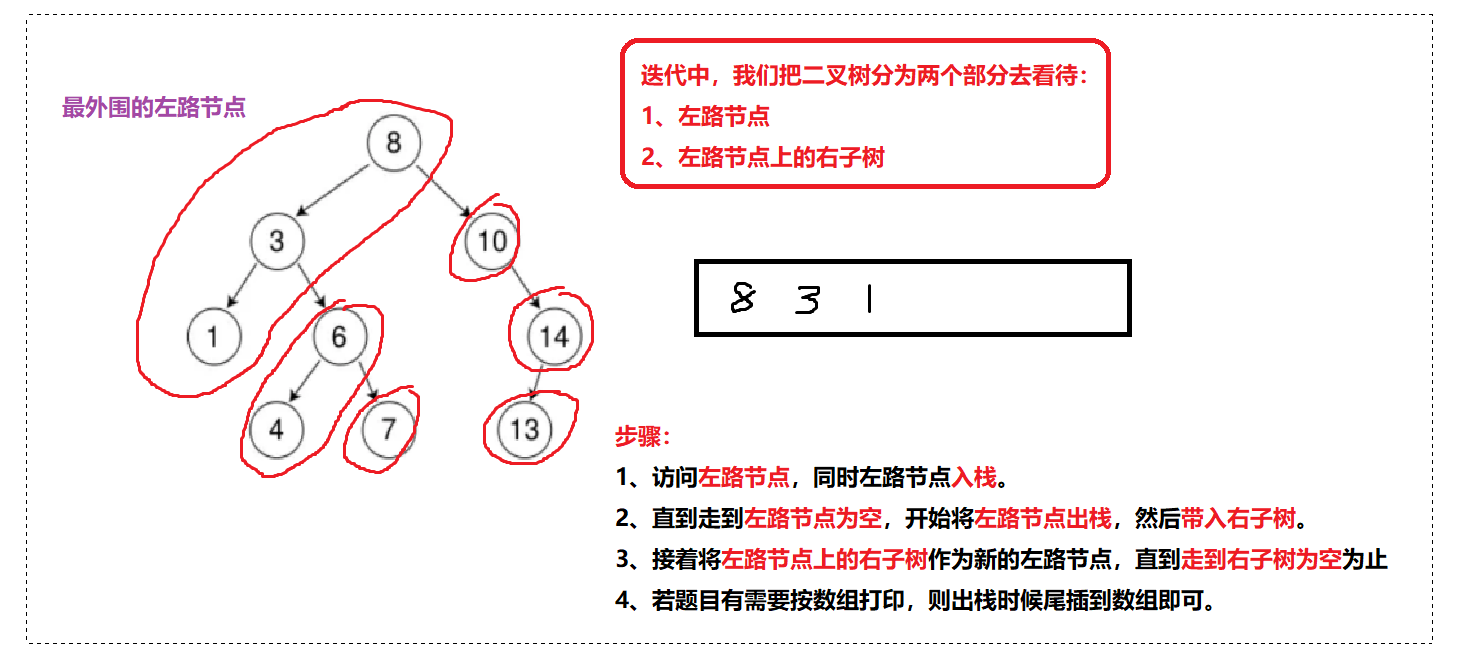 迭代中，我们把二叉树分为两个部分去看待：
1、左路节点
2、左路节点上的右子树
最外围的左路节点
8
3
10
1
6
14
4
7
13
8 3 1
步骤：
1、访问左路节点，同时左路节点入栈。
2、直到走到左路节点为空，开始将左路节点出栈，然后带入右子树。
3、接着将左路节点上的右子树作为新的左路节点，直到走到右子树为空为止
4、若题目有需要按数组打印，则出栈时候尾插到数组即可。